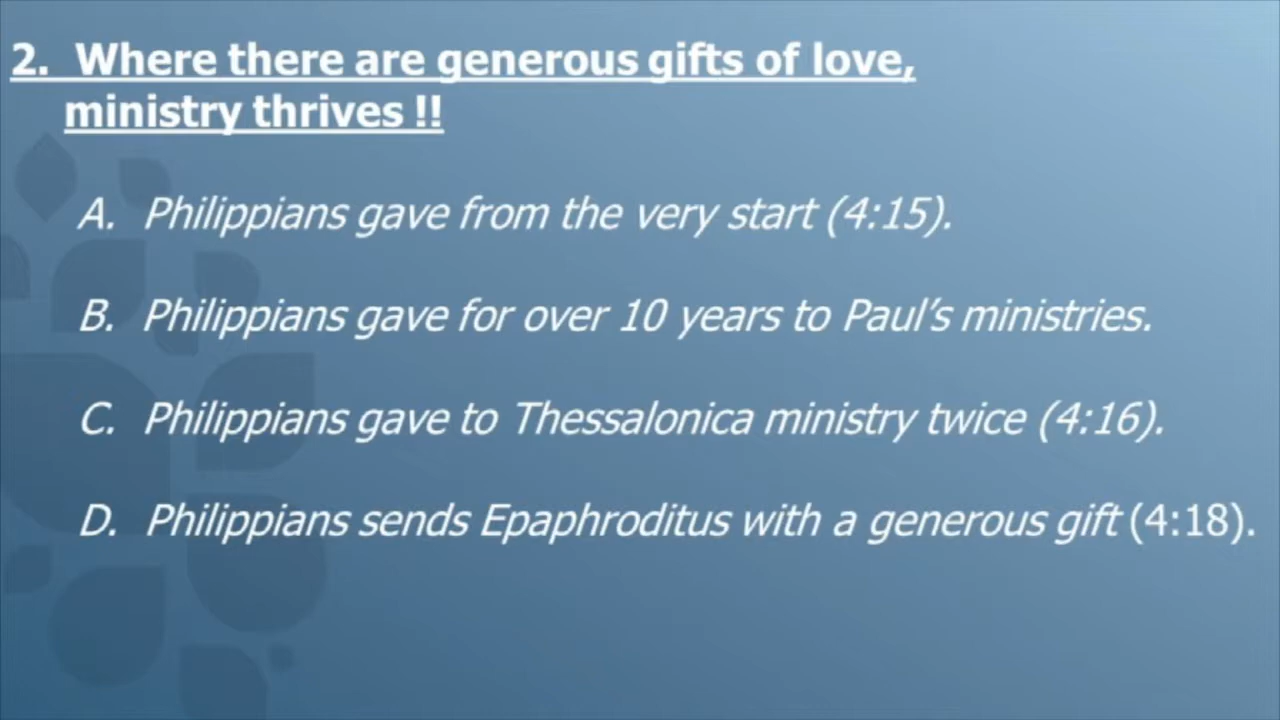 2. Where there are generous gifts of love,
ministry thrives !!
A. Philippians gave from the very start (4:15).
B. Philippians gave for over 10 years to Paul’s ministries.
C. Philippians gave to Thessalonica ministry twice (4:16).
D. Philippians sends Epaphroditus with a generous gift (4:18).